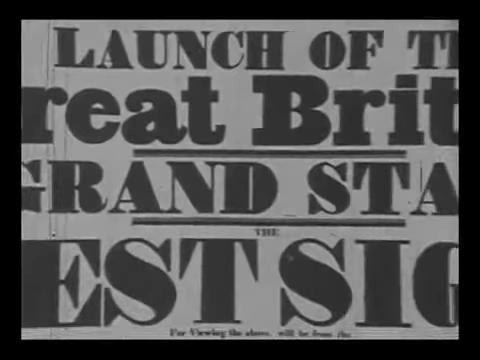 LAUNCH OF TH
reat Brit
GRAND STA
THE
EST SIG
For Viewing the above, will be from the